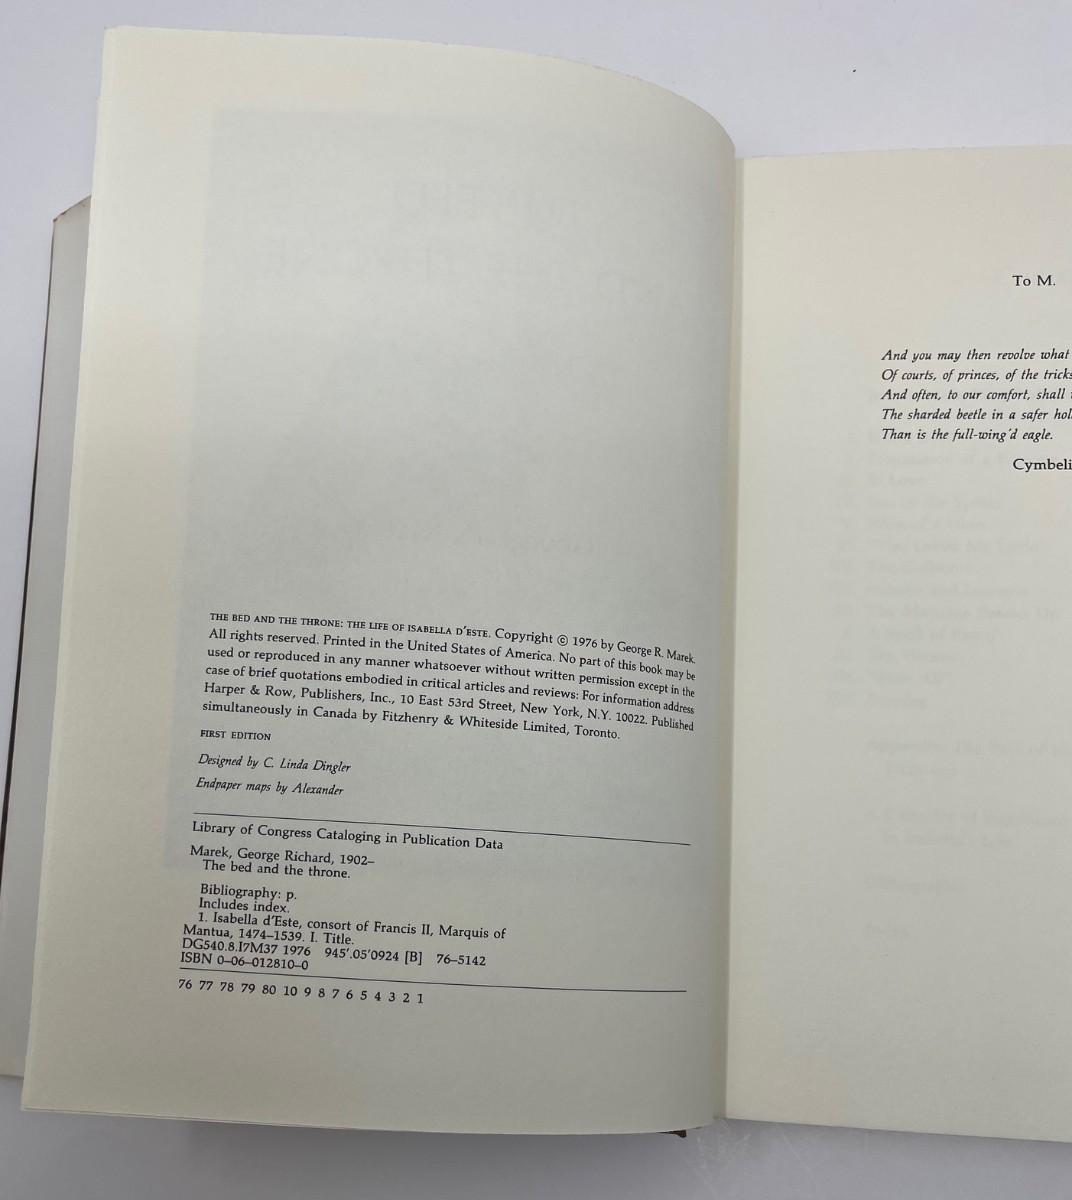 THE BED AND THE THRONE: THE LIFE OF ISABELLA D'ESTE. Copyright © 1976 by George R. Marek.
All rights reserved. Printed in the United States of America. No part of this book may be
used or reproduced in any manner whatsoever without written permission except in the
case of brief quotations embodied in critical articles and reviews: For information address
Harper & Row, Publishers, Inc., 10 East 53rd Street, New York, N.Y. 10022. Published
simultaneously in Canada by Fitzhenry & Whiteside Limited, Toronto.
FIRST EDITION
Designed by C. Linda Dingler
Endpaper maps by Alexander
Library of Congress Cataloging in Publication Data
Marek, George Richard, 1902–
The bed and the throne.
Bibliography: p.
Includes index.
1. Isabella d'Este, consort of Francis II, Marquis of
Mantua, 1474–1539. I. Title.
DG540.8.I7M37 1976 945'.05'0924 [B] 76–5142
ISBN 0–06–012810–0
76 77 78 79 80 10 9 8 7 6 5 4 3 2 1
To M.
And you may then revolve what
Of courts, of princes, of the tricks
And often, to our comfort, shall
The sharded beetle in a safer hol
Than is the full-wing'd eagle.
Cymbeli